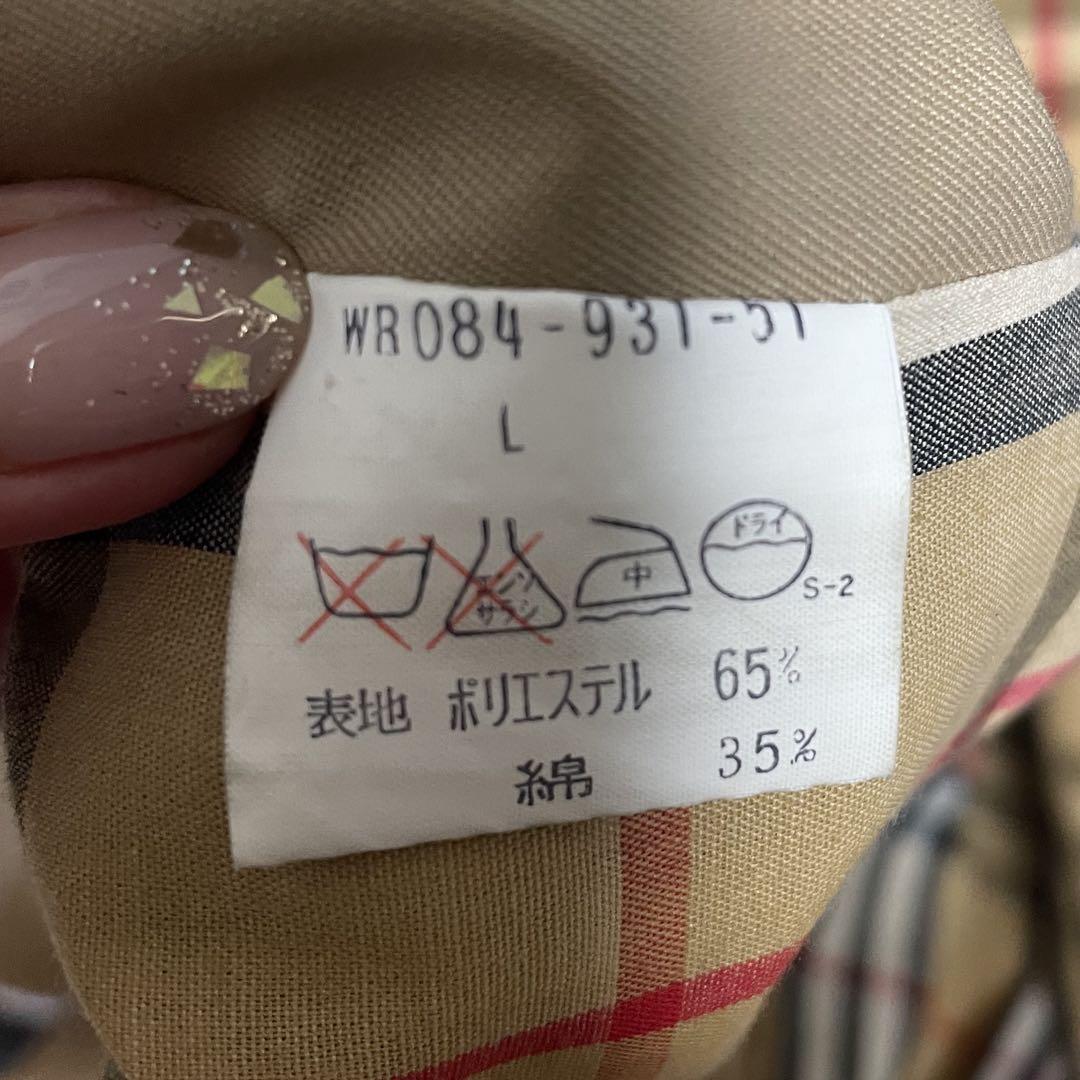 WR084-931-51
L
エンソ
サラシ
中
ドライ
S-2
表地 ポリエステル 65%
綿 35%